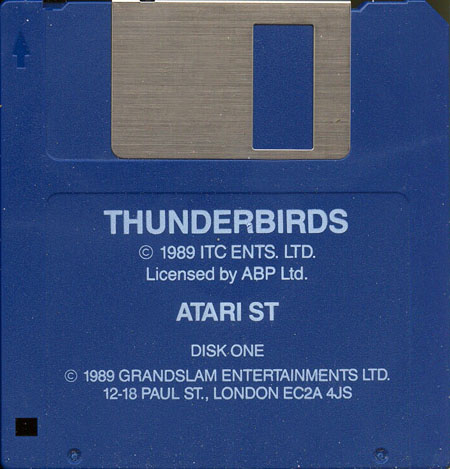 THUNDERBIRDS
© 1989 ITC ENTS. LTD.
Licensed by ABP Ltd.
ATARI ST
DISK ONE
© 1989 GRANDSLAM ENTERTAINMENTS LTD.
12-18 PAUL ST., LONDON EC2A 4JS